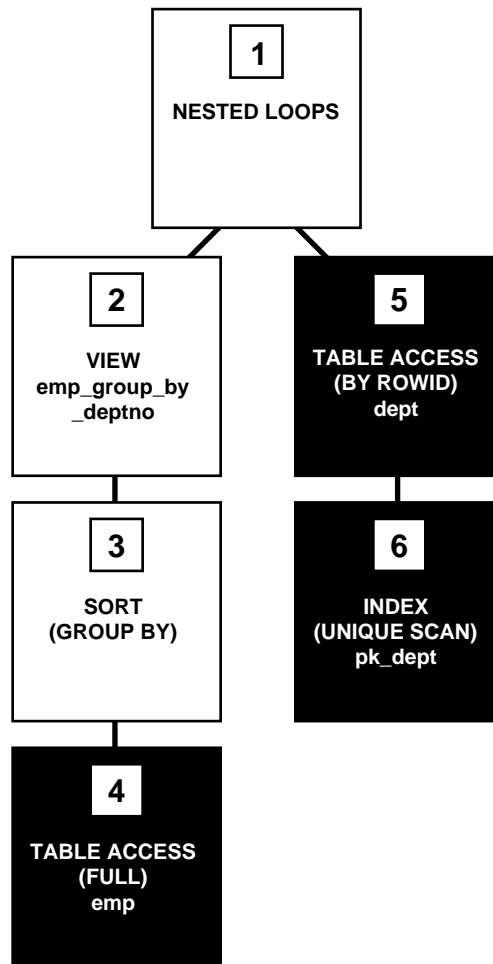 1
NESTED LOOPS
2
VIEW
emp_group_by
_deptno
5
TABLE ACCESS
(BY ROWID)
dept
3
SORT
(GROUP BY)
6
INDEX
(UNIQUE SCAN)
pk_dept
4
TABLE ACCESS
(FULL)
emp